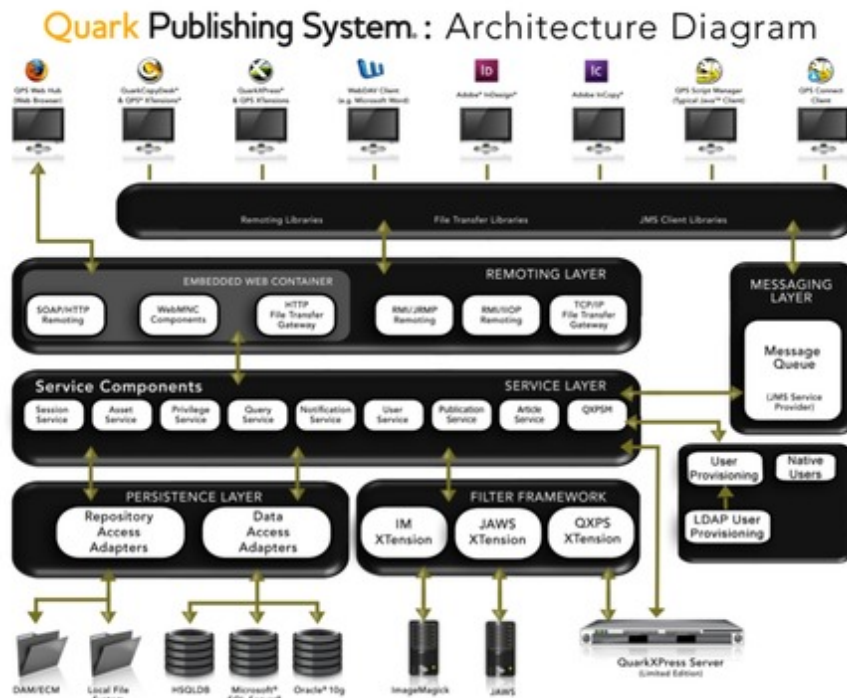 Quark Publishing System® : Architecture Diagram
QPS Web Hub
(Web Browser)
QuarkCopyDesk®
& QPS® XTensions®
QuarkXPress®
& QPS XTensions
WebDAV Client
(e.g. Microsoft Word)
Adobe® InDesign®
Adobe InCopy®
QPS Script Manager
(Typical Java™ Client)
QPS Connect
Client
Remoting Libraries
File Transfer Libraries
JMS Client Libraries
EMBEDDED WEB CONTAINER
REMOTING LAYER
SOAP/HTTP
Remoting
WebMNC
Components
HTTP
File Transfer
Gateway
RMI/JRMP
Remoting
RMI/IIOP
Remoting
TCP/IP
File Transfer
Gateway
MESSAGING
LAYER
Message
Queue
(JMS Service
Provider)
Service Components
SERVICE LAYER
Session
Service
Asset
Service
Privilege
Service
Query
Service
Notification
Service
User
Service
Publication
Service
Article
Service
QXPSM
User
Provisioning
Native
Users
LDAP User
Provisioning
PERSISTENCE LAYER
Repository
Access
Adapters
Data
Access
Adapters
FILTER FRAMEWORK
IM
XTension
JAWS
XTension
QXPS
XTension
DAM/ECM
Local File
HSQLDB
Microsoft®
Oracle® 10g
ImageMagick
JAWS
QuarkXPress Server
(Limited Edition)